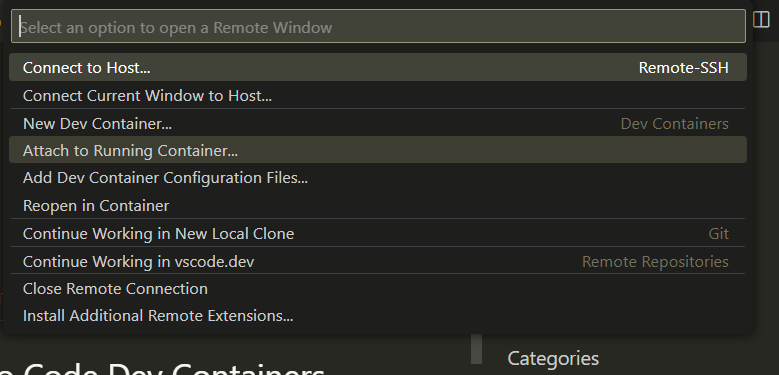 Select an option to open a Remote Window
Connect to Host... Remote-SSH
Connect Current Window to Host...
New Dev Container... Dev Containers
Attach to Running Container...
Add Dev Container Configuration Files...
Reopen in Container
Continue Working in New Local Clone Git
Continue Working in vscode.dev Remote Repositories
Close Remote Connection
Install Additional Remote Extensions...
Categories
Code Dev Containers